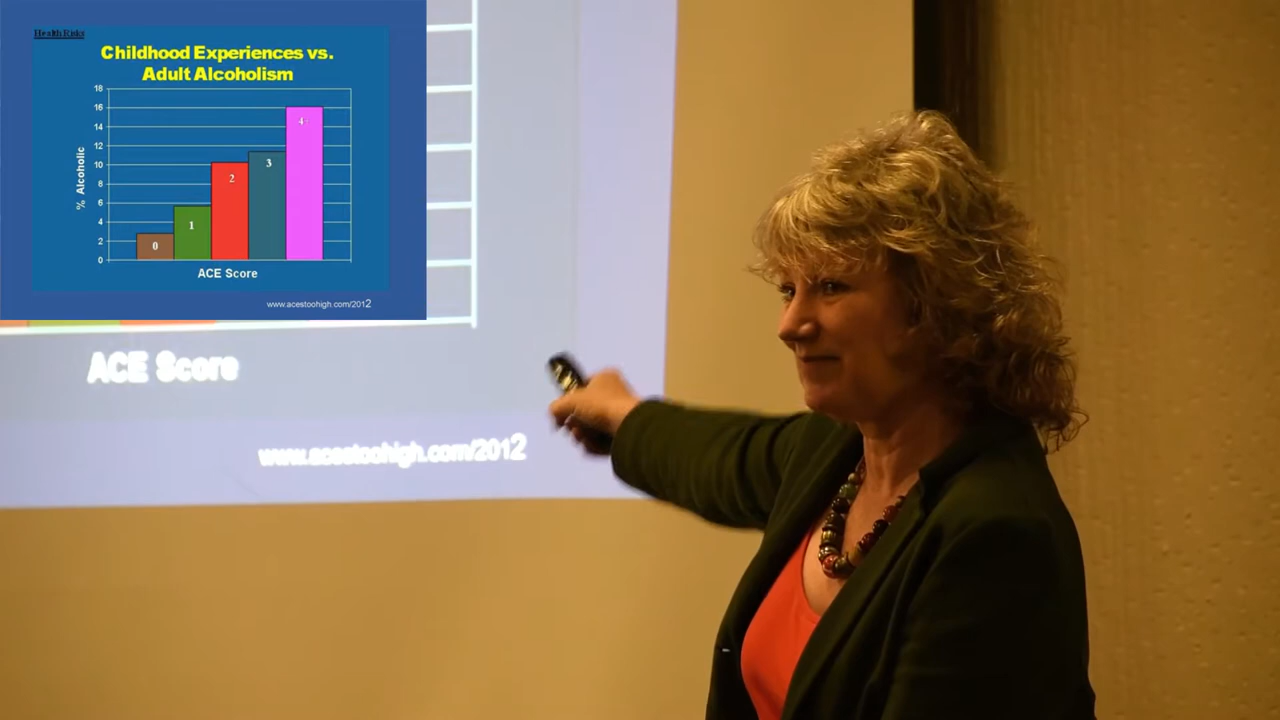 Health Risks
Childhood Experiences vs.
Adult Alcoholism
18
16
14
12
10
8
6
4
2
0
% Alcoholic
0
1
2
3
4+
ACE Score
www.acestoohigh.com/2012
ACE Score
www.acestoohigh.com/2012